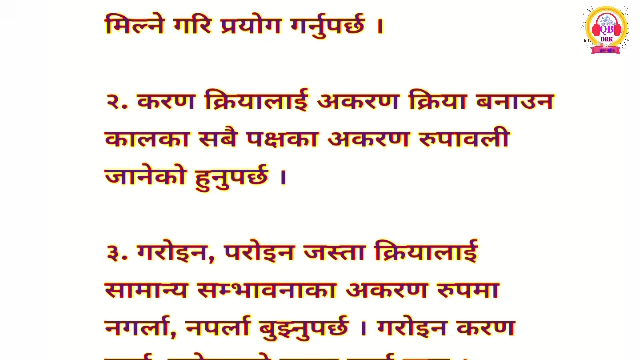 मिल्ने गरि प्रयोग गर्नुपर्छ ।
२. करण क्रियालाई अकरण क्रिया बनाउन
कालका सबै पक्षका अकरण रुपावली
जानेको हुनुपर्छ ।
३. गरोइन, परोइन जस्ता क्रियालाई
सामान्य सम्भावनाका अकरण रुपमा
नगर्ला, नपर्ला बुझ्नुपर्छ । गरोइन करण
QB